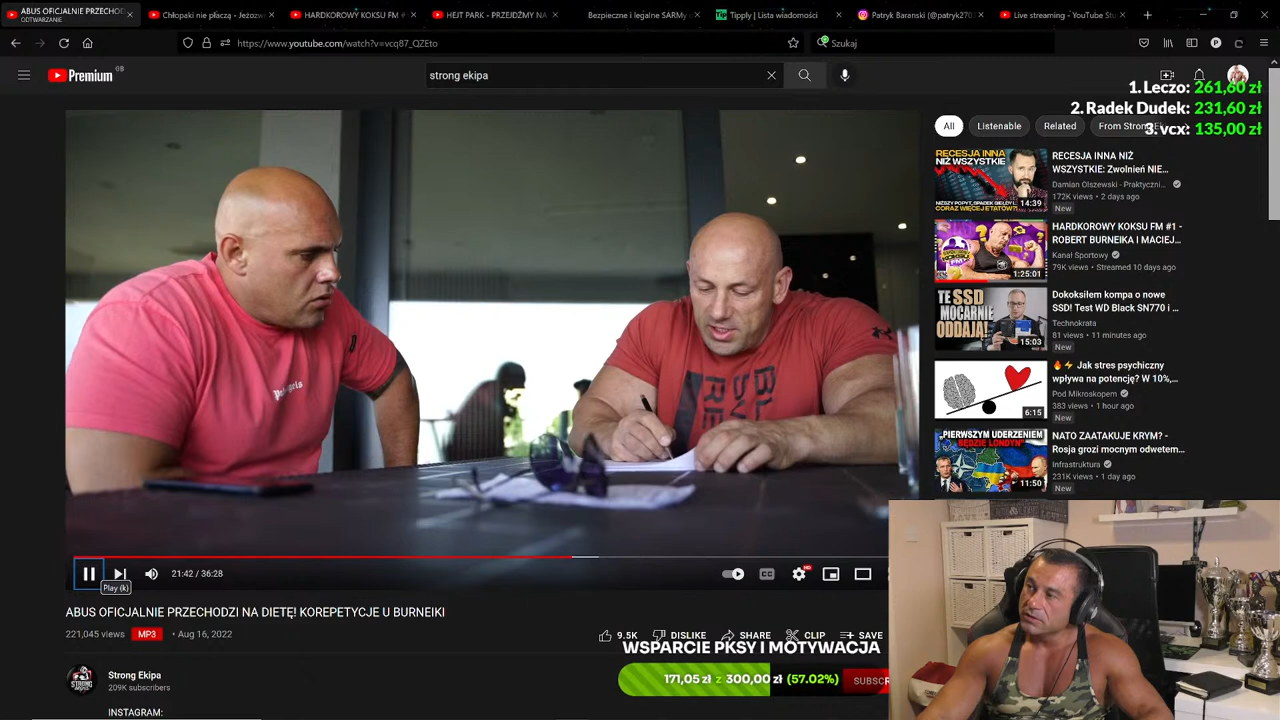 ABUS OFICJALNIE PRZECHOD
ODTWARZANIE
Chłopaki nie płaczą - Jeżozw
HARDKOROWY KOKSU FM #
HEJT PARK - PRZEJDŹMY NA
Bezpieczne i legalne SARMy
Tipply | Lista wiadomości
Patryk Baranski (@patryk270
Live streaming - YouTube Stu
https://www.youtube.com/watch?v=vcq87_QZEto
Szukaj
Premium GB
strong ekipa
1. Leczo: 261,60 zł
2. Radek Dudek: 231,60 zł
3. vcx: 135,00 zł
All
Listenable
Related
From Strong E
RECESJA INNA NIŻ WSZYSTKIE
14:39
RECESJA INNA NIŻ
WSZYSTKIE: Zwolnień NIE...
Damian Olszewski - Praktyczni...
172K views • 2 days ago
New
1:25:01
HARDKOROWY KOKSU FM #1 -
ROBERT BURNEIKA I MACIEJ...
Kanał Sportowy
79K views • Streamed 10 days ago
TE SSD
MOCARNIE
ODDAJĄ!
15:03
Dokoksiłem kompa o nowe
SSD! Test WD Black SN770 i ...
Technokrata
81 views • 11 minutes ago
New
6:15
🔥⚡ Jak stres psychiczny
wpływa na potencję? W 10%,...
Pod Mikroskopem
383 views • 1 hour ago
New
"PIERWSZYM UDERZENIEM
BĘDZIE LONDYN"
11:50
NATO ZAATAKUJE KRYM? -
Rosja grozi mocnym odwetem...
Infrastruktura
231K views • 1 day ago
New
21:42 / 36:28
HD
Play (k)
ABUS OFICJALNIE PRZECHODZI NA DIETĘ! KOREPETYCJE U BURNEIKI
221,045 views
MP3
• Aug 16, 2022
9.5K
DISLIKE
SHARE
CLIP
SAVE
WSPARCIE PKSY I MOTYWACJA
171,05 zł z 300,00 zł (57.02%)
SUBSCR
Strong Ekipa
209K subscribers
INSTAGRAM: